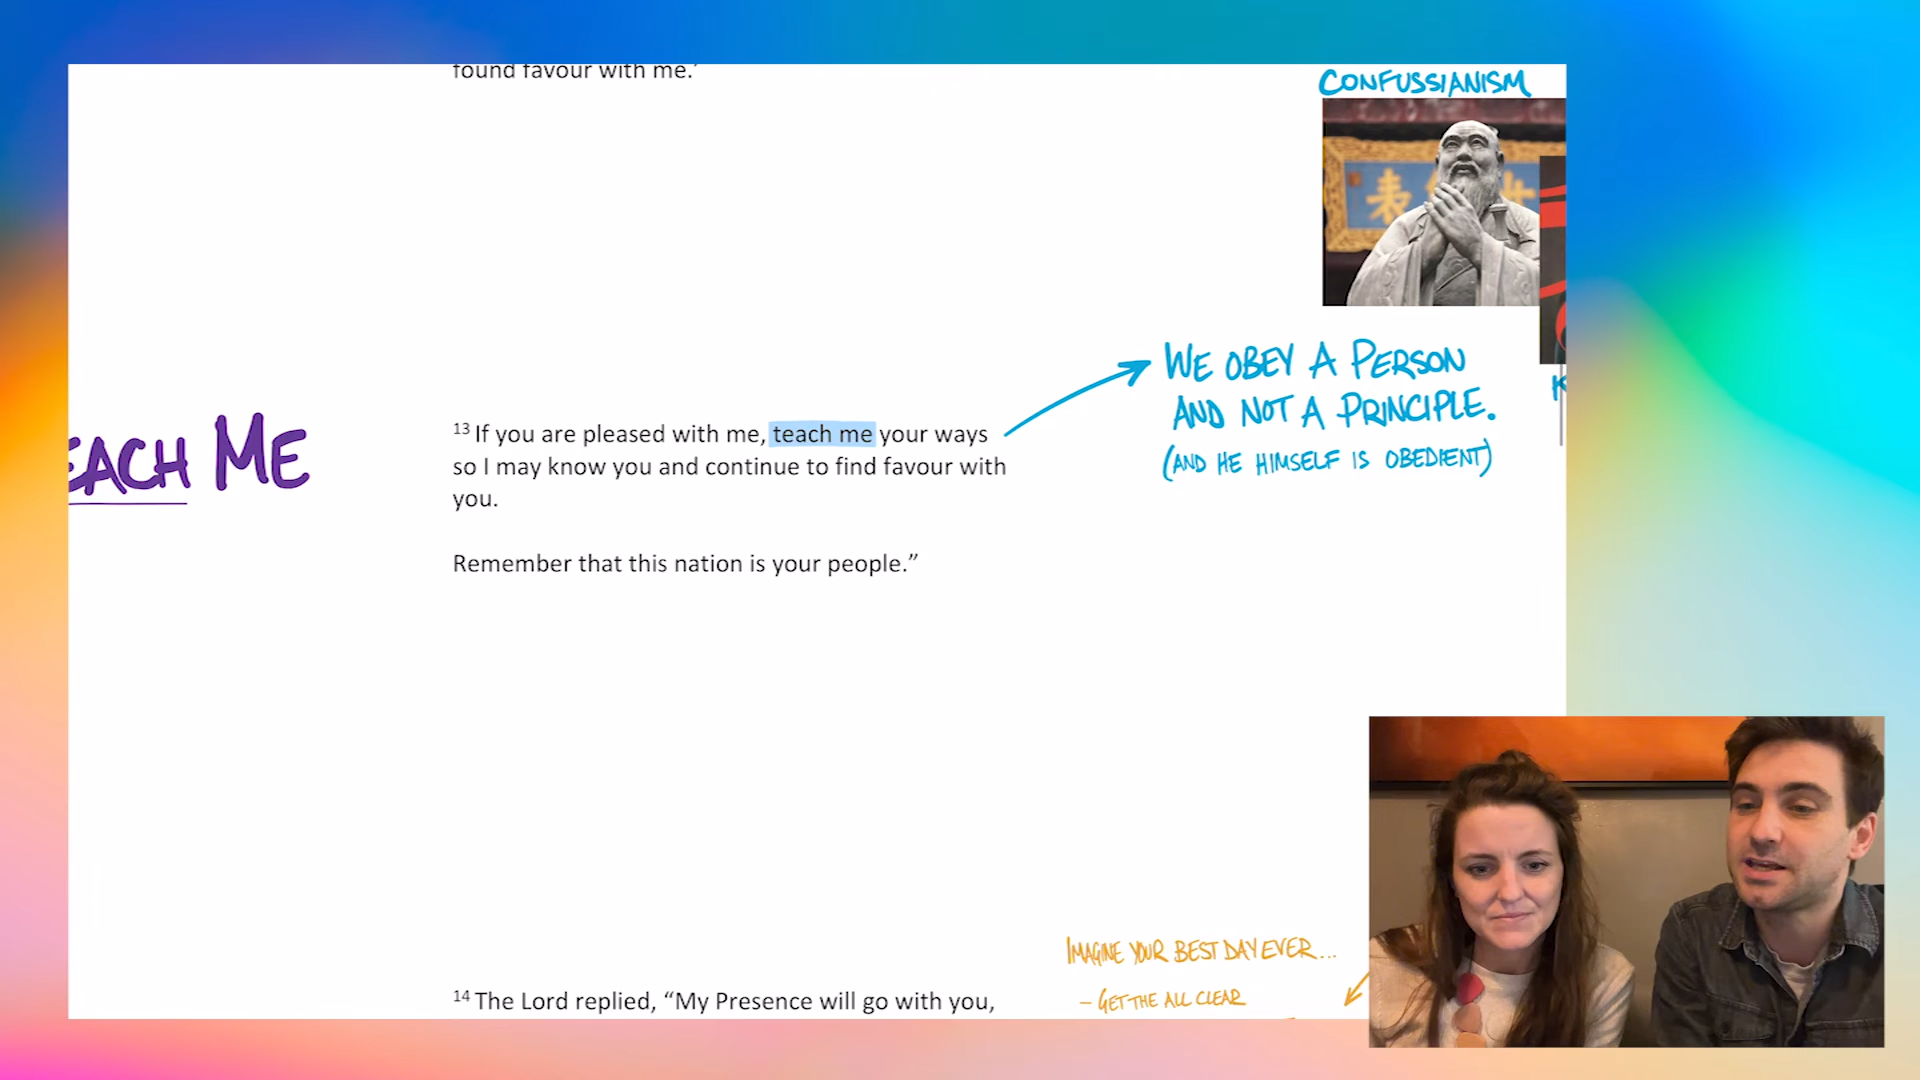 found favour with me.’
CONFUSSIANISM
WE OBEY A PERSON
AND NOT A PRINCIPLE.
(AND HE HIMSELF IS OBEDIENT)
EACH ME
13 If you are pleased with me, teach me your ways
so I may know you and continue to find favour with
you.
Remember that this nation is your people.”
IMAGINE YOUR BEST DAY EVER...
– GET THE ALL CLEAR
14 The Lord replied, “My Presence will go with you,